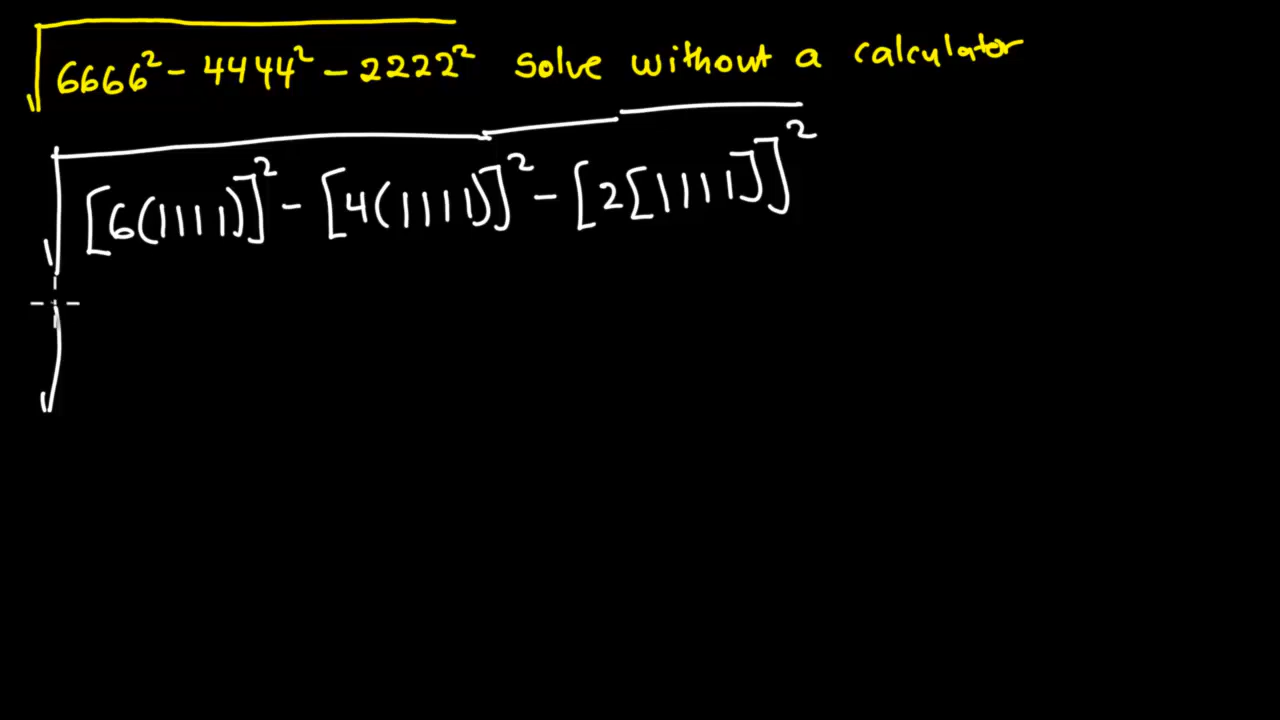 √6666² - 4444² - 2222² solve without a calculator
√[6(1111)]² - [4(1111)]² - [2[1111]]²
√